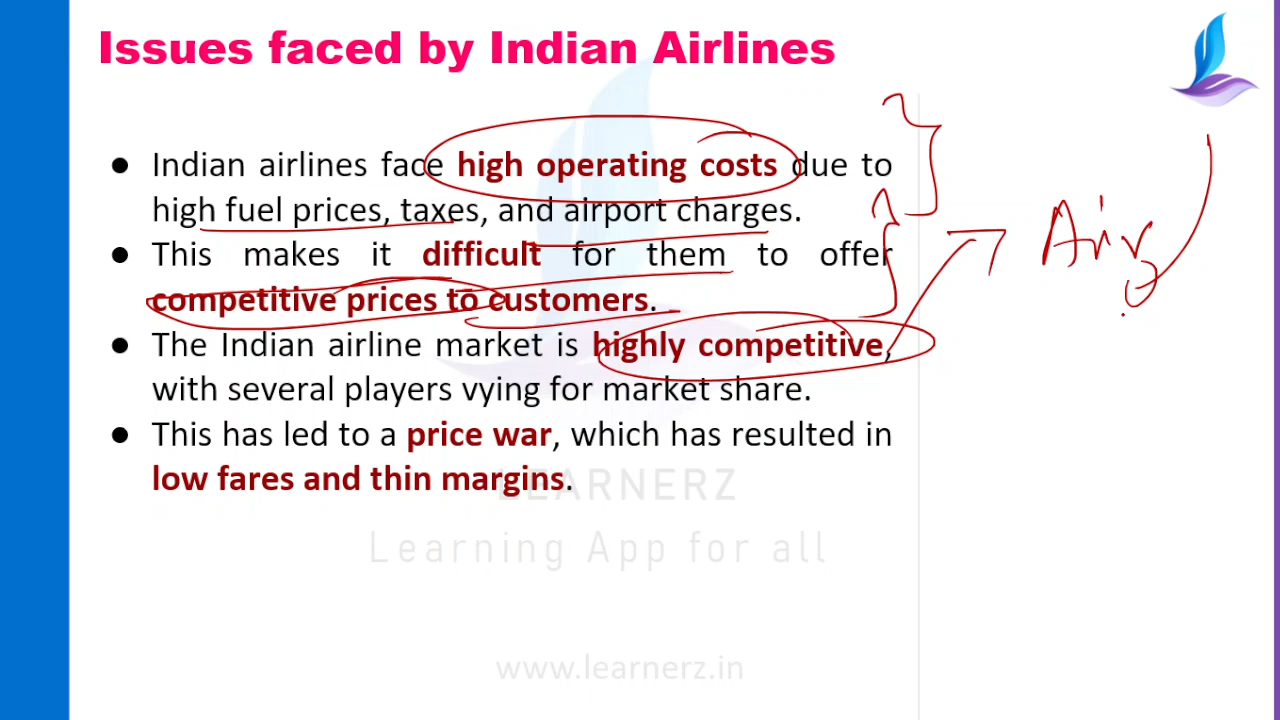 Issues faced by Indian Airlines
● Indian airlines face high operating costs due to
high fuel prices, taxes, and airport charges.
● This makes it difficult for them to offer
competitive prices to customers.
● The Indian airline market is highly competitive,
with several players vying for market share.
● This has led to a price war, which has resulted in
low fares and thin margins.
Air
LEARNERZ
Learning App for all
www.learnerz.in